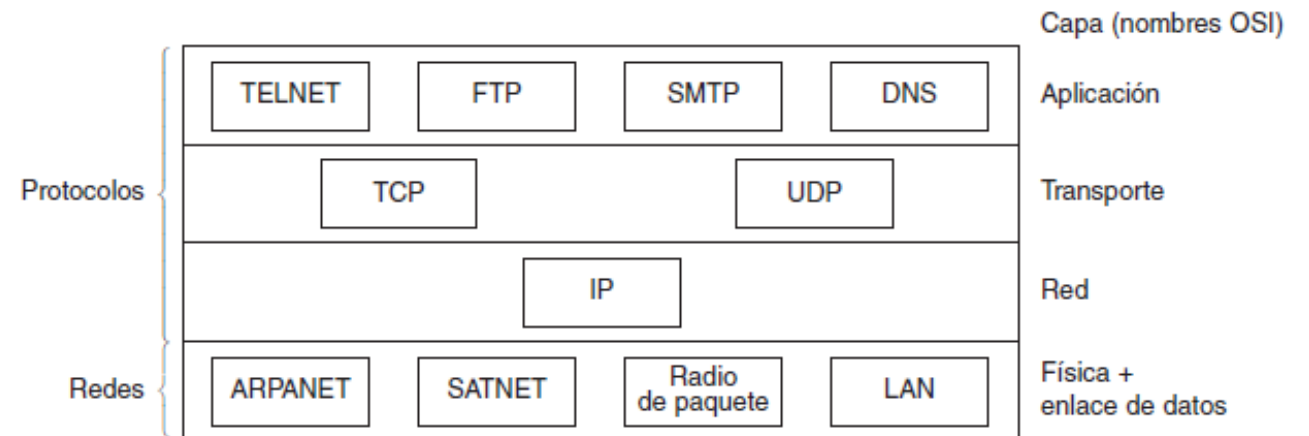 Capa (nombres OSI)
TELNET FTP SMTP DNS Aplicación
Protocolos TCP UDP Transporte
IP Red
Redes ARPANET SATNET Radio de paquete LAN Física +
enlace de datos